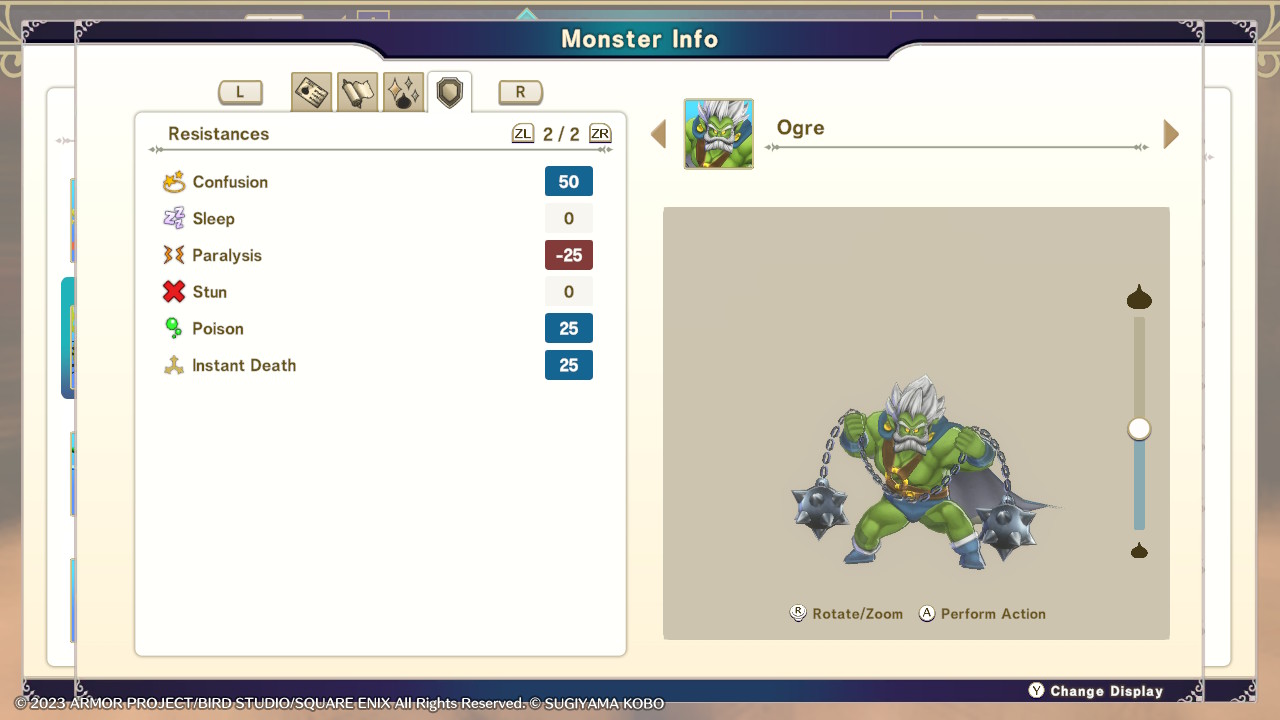 Monster Info
L
R
Resistances
ZL 2 / 2 ZR
Confusion 50
Sleep 0
Paralysis -25
Stun 0
Poison 25
Instant Death 25
Ogre
R Rotate/Zoom A Perform Action
Y Change Display
© 2023 ARMOR PROJECT/BIRD STUDIO/SQUARE ENIX All Rights Reserved. © SUGIYAMA KOBO